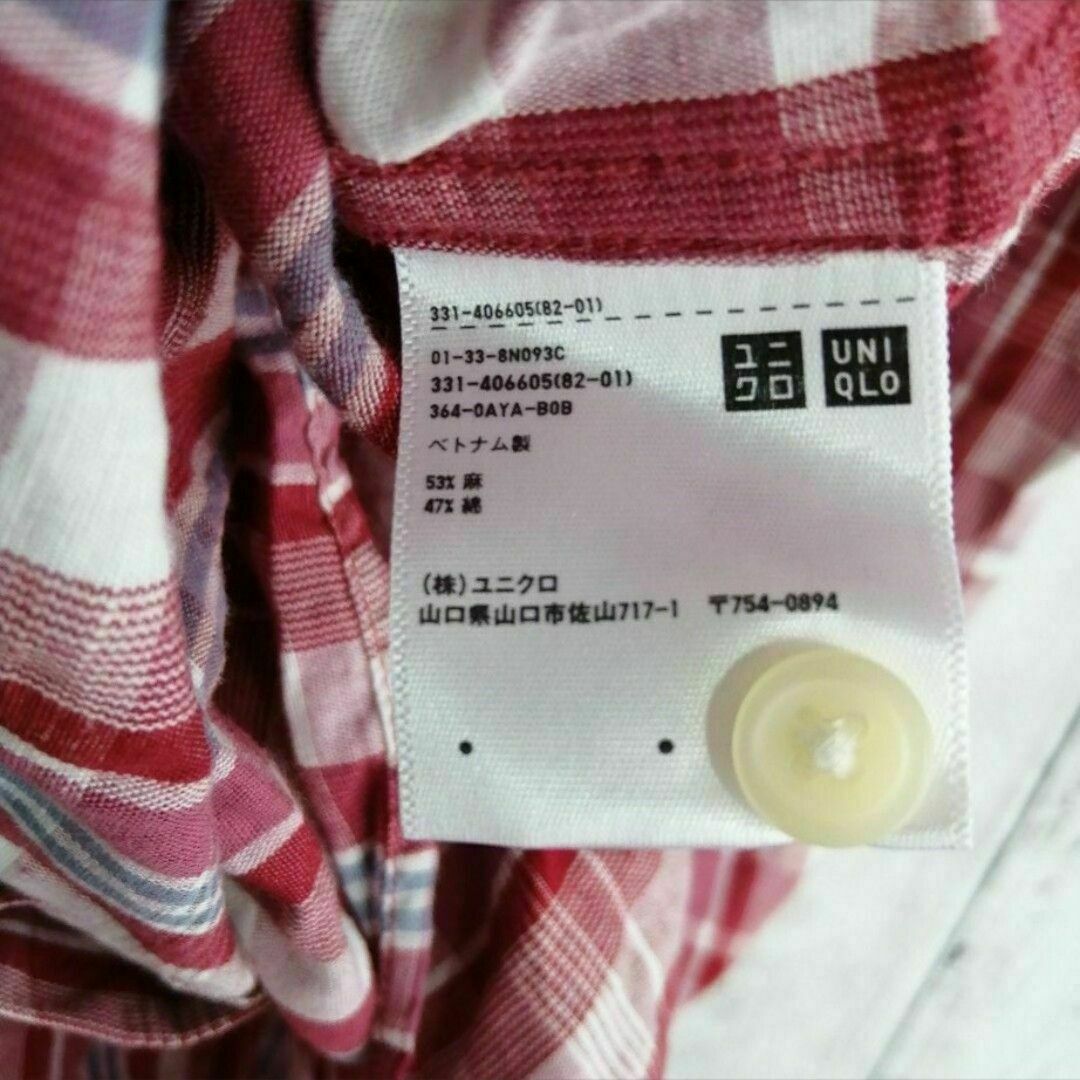 331-406605(82-01)
01-33-8N093C
331-406605(82-01)
364-0AYA-B0B
ユニ
クロ
UNI
QLO
ベトナム製
53% 麻
47% 綿
(株)ユニクロ
山口県山口市佐山717-1 〒754-0894